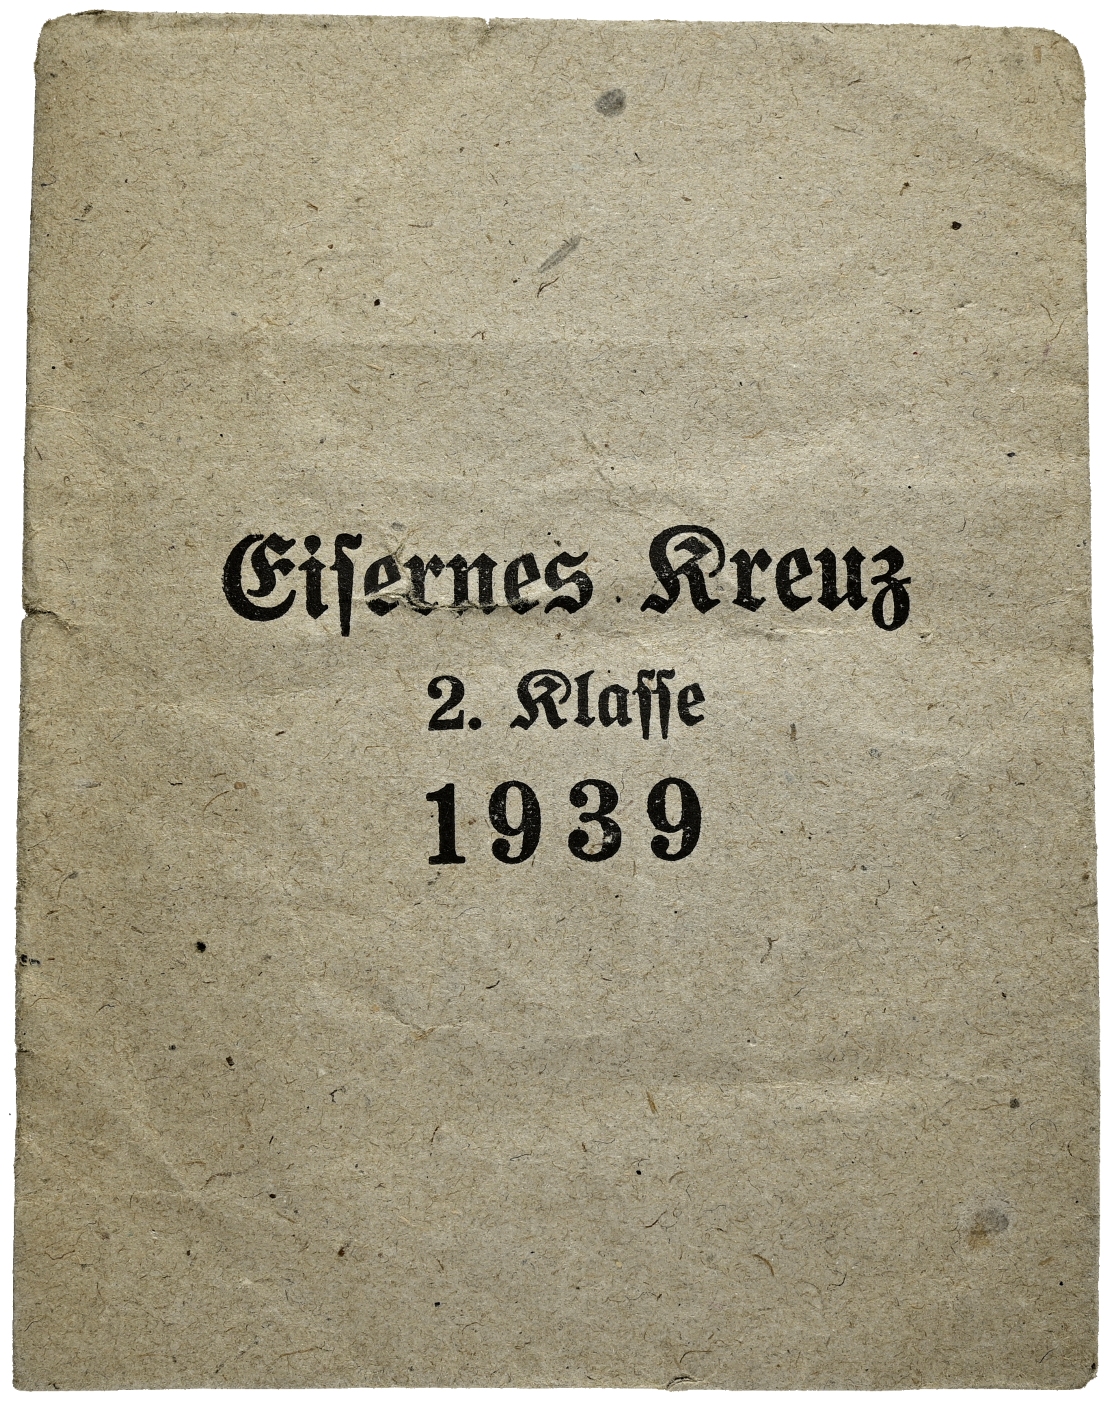 Eiſernes Kreuz
2. Klaſſe
1939